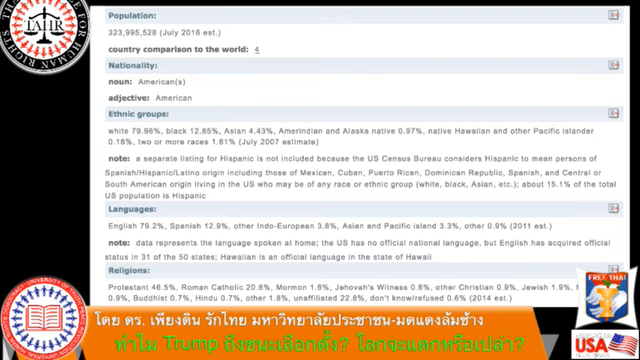 THE
TAHR
FOR HUMAN
Population:
323,995,528 (July 2016 est.)
country comparison to the world: 4
Nationality:
noun: American(s)
adjective: American
Ethnic groups:
white 79.96%, black 12.85%, Asian 4.43%, Amerindian and Alaska native 0.97%, native Hawaiian and other Pacific islander
0.18%, two or more races 1.61% (July 2007 estimate)
note: a separate listing for Hispanic is not included because the US Census Bureau considers Hispanic to mean persons of
Spanish/Hispanic/Latino origin including those of Mexican, Cuban, Puerto Rican, Dominican Republic, Spanish, and Central or
South American origin living in the US who may be of any race or ethnic group (white, black, Asian, etc.); about 15.1% of the total
US population is Hispanic
Languages:
English 79.2%, Spanish 12.9%, other Indo-European 3.8%, Asian and Pacific island 3.3%, other 0.9% (2011 est.)
note: data represents the language spoken at home; the US has no official national language, but English has acquired official
status in 31 of the 50 states; Hawaiian is an official language in the state of Hawaii
Religions:
Protestant 46.5%, Roman Catholic 20.8%, Mormon 1.6%, Jehovah's Witness 0.8%, other Christian 0.9%, Jewish 1.9%,
0.9%, Buddhist 0.7%, Hindu 0.7%, other 1.8%, unaffiliated 22.8%, don't know/refused 0.6% (2014 est.)
FREE THAI
โดย ดร. เพียงดิน รักไทย มหาวิทยาลัยประชาชน-มดแดงล้มช้าง
ทำไม Trump ถึงชนะเลือกตั้ง? โลกจะแตกหรือเปล่า?
USA